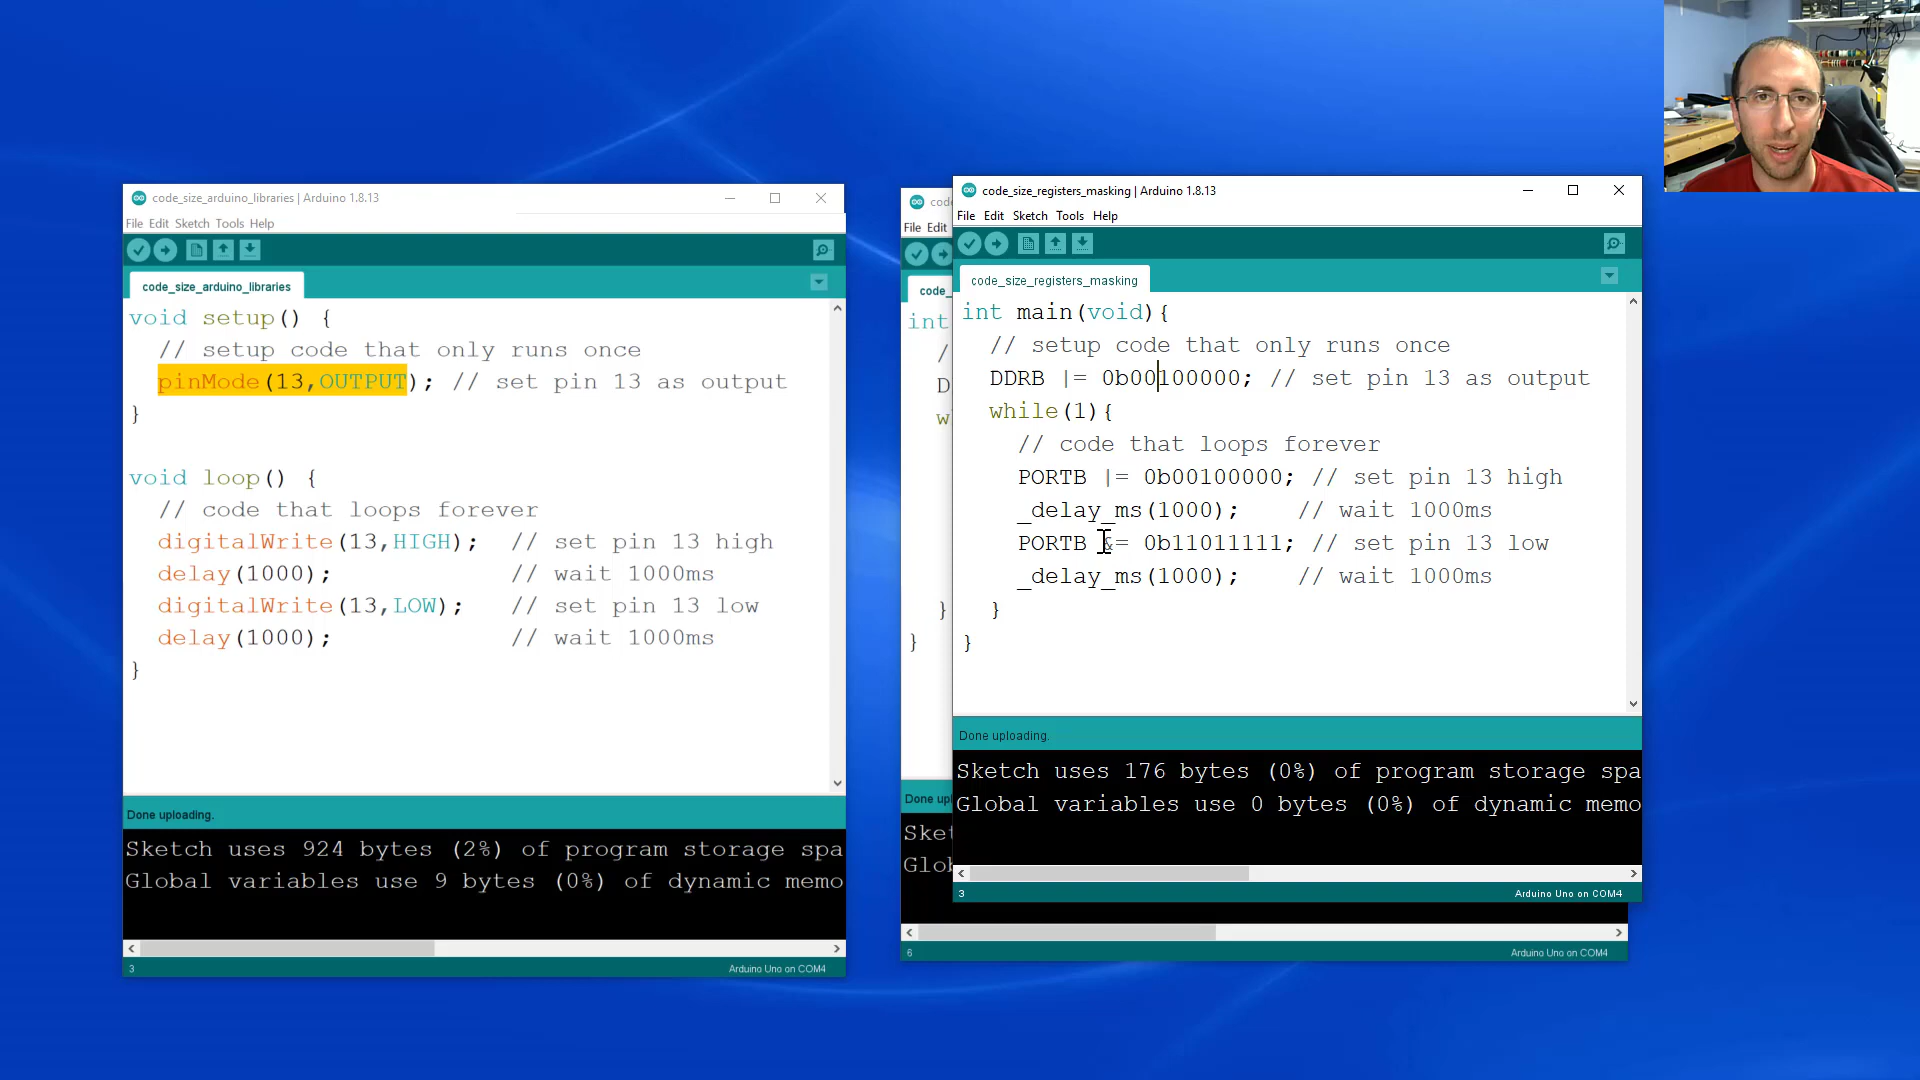 code_size_arduino_libraries | Arduino 1.8.13
File Edit Sketch Tools Help
code_size_arduino_libraries
void setup() {
// setup code that only runs once
pinMode(13,OUTPUT); // set pin 13 as output
}
void loop() {
// code that loops forever
digitalWrite(13,HIGH); // set pin 13 high
delay(1000); // wait 1000ms
digitalWrite(13,LOW); // set pin 13 low
delay(1000); // wait 1000ms
}
Done uploading.
Sketch uses 924 bytes (2%) of program storage spa
Global variables use 9 bytes (0%) of dynamic memo
3
Arduino Uno on COM4
File Edit
code_
int
/
}
}
6
Arduino Uno on COM4
code_size_registers_masking | Arduino 1.8.13
File Edit Sketch Tools Help
code_size_registers_masking
int main(void){
// setup code that only runs once
DDRB |= 0b00100000; // set pin 13 as output
while(1){
// code that loops forever
PORTB |= 0b00100000; // set pin 13 high
_delay_ms(1000); // wait 1000ms
PORTB &= 0b11011111; // set pin 13 low
_delay_ms(1000); // wait 1000ms
}
}
Done uploading.
Sketch uses 176 bytes (0%) of program storage spa
Global variables use 0 bytes (0%) of dynamic memo
3
Arduino Uno on COM4